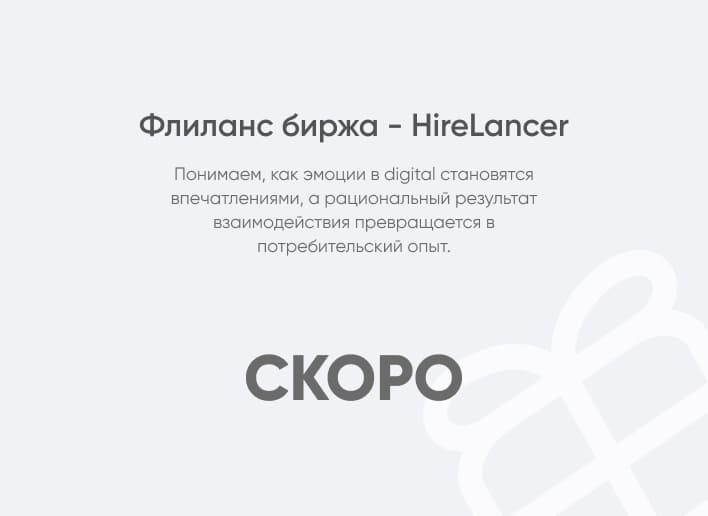 Флиланс биржа - HireLancer
Понимаем, как эмоции в digital становятся
впечатлениями, а рациональный результат
взаимодействия превращается в
потребительский опыт.
СКОРО